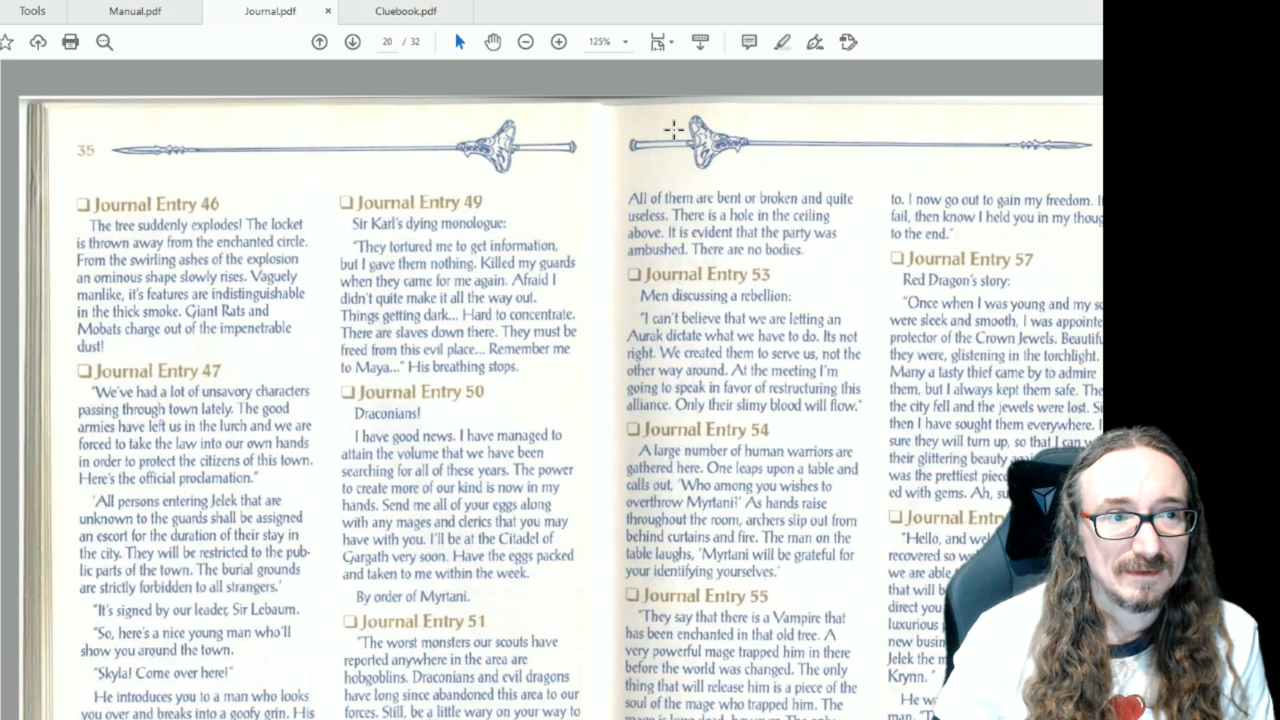 Tools
Manual.pdf
Journal.pdf
×
Cluebook.pdf
20 / 32
125%
35
❏ Journal Entry 46
The tree suddenly explodes! The locket
is thrown away from the enchanted circle.
From the swirling ashes of the explosion
an ominous shape slowly rises. Vaguely
manlike, it's features are indistinguishable
in the thick smoke. Giant Rats and
Mobats charge out of the impenetrable
dust!
❏ Journal Entry 47
"We've had a lot of unsavory characters
passing through town lately. The good
armies have left us in the lurch and we are
forced to take the law into our own hands
in order to protect the citizens of this town.
Here's the official proclamation."
'All persons entering Jelek that are
unknown to the guards shall be assigned
an escort for the duration of their stay in
the city. They will be restricted to the pub-
lic parts of the town. The burial grounds
are strictly forbidden to all strangers.'
"It's signed by our leader, Sir Lebaum.
"So, here's a nice young man who'll
show you around the town.
"Skyla! Come over here!"
He introduces you to a man who looks
you over and breaks into a goofy grin. His
❏ Journal Entry 49
Sir Karl's dying monologue:
"They tortured me to get information,
but I gave them nothing. Killed my guards
when they came for me again. Afraid I
didn't quite make it all the way out.
Things getting dark... Hard to concentrate.
There are slaves down there. They must be
freed from this evil place... Remember me
to Maya..." His breathing stops.
❏ Journal Entry 50
Draconians!
I have good news. I have managed to
attain the volume that we have been
searching for all of these years. The power
to create more of our kind is now in my
hands. Send me all of your eggs along
with any mages and clerics that you may
have with you. I'll be at the Citadel of
Gargath very soon. Have the eggs packed
and taken to me within the week.
By order of Myrtani.
❏ Journal Entry 51
"The worst monsters our scouts have
reported anywhere in the area are
hobgoblins. Draconians and evil dragons
have long since abandoned this area to our
forces. Still, be a little wary on your way to
All of them are bent or broken and quite
useless. There is a hole in the ceiling
above. It is evident that the party was
ambushed. There are no bodies.
❏ Journal Entry 53
Men discussing a rebellion:
"I can't believe that we are letting an
Aurak dictate what we have to do. Its not
right. We created them to serve us, not the
other way around. At the meeting I'm
going to speak in favor of restructuring this
alliance. Only their slimy blood will flow."
❏ Journal Entry 54
A large number of human warriors are
gathered here. One leaps upon a table and
calls out, 'Who among you wishes to
overthrow Myrtani?' As hands raise
throughout the room, archers slip out from
behind curtains and fire. The man on the
table laughs, 'Myrtani will be grateful for
your identifying yourselves.'
❏ Journal Entry 55
"They say that there is a Vampire that
has been enchanted in that old tree. A
very powerful mage trapped him in there
before the world was changed. The only
thing that will release him is a piece of the
soul of the mage who trapped him. The
to. I now go out to gain my freedom.
fail, then know I held you in my
to the end."
❏ Journal Entry 57
Red Dragon's story:
"Once when I was young and my
were sleek and smooth, I was
protector of the Crown Jewels.
they were, glistening in the torchlight.
Many a tasty thief came by to admire
them, but I always kept them safe.
the city fell and the jewels were lost.
then I have sought them everywhere.
sure they will turn up, so that I can
their glittering beauty
was the prettiest
ed with gems. Ah,
❏ Journal
"Hello, and
recovered so
we are able
that will
direct you
luxurious
new
Jelek the
Krynn."
He
man.